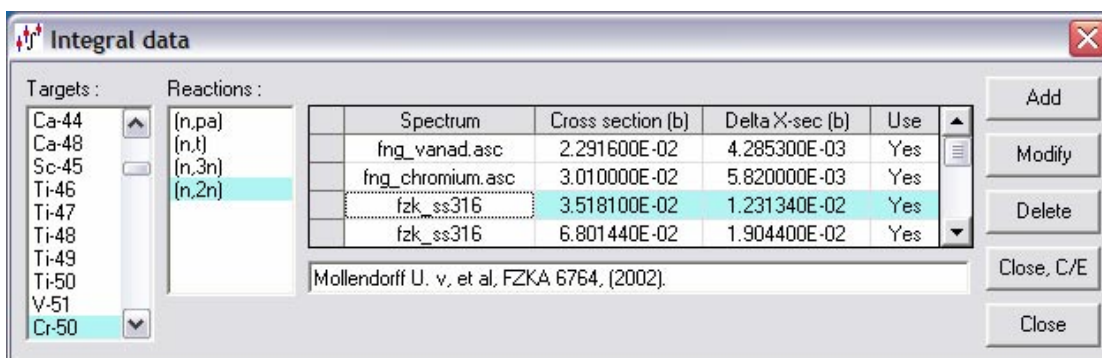 Integral data
Targets :
Ca-44
Ca-48
Sc-45
Ti-46
Ti-47
Ti-48
Ti-49
Ti-50
V-51
Cr-50
Reactions :
(n,pa)
(n,t)
(n,3n)
(n,2n)
Spectrum Cross section (b) Delta X-sec (b) Use
fng_vanad.asc 2.291600E-02 4.285300E-03 Yes
fng_chromium.asc 3.010000E-02 5.820000E-03 Yes
fzk_ss316 3.518100E-02 1.231340E-02 Yes
fzk_ss316 6.801440E-02 1.904400E-02 Yes
Mollendorff U. v, et al, FZKA 6764, (2002).
Add
Modify
Delete
Close, C/E
Close